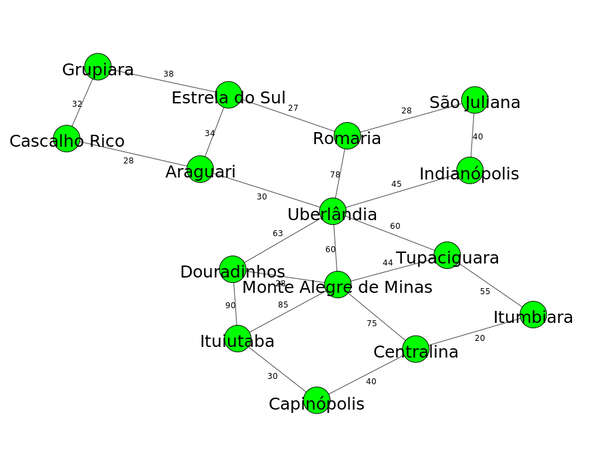 Grupiara
38
Estrela do Sul
São Juliana
32
27
28
Cascalho Rico
34
Romaria
40
28
Araguari
78
Indianópolis
30
45
Uberlândia
63
60
60
Tupaciguara
44
Douradinhos
Monte Alegre de Minas
90
85
55
75
Itumbiara
Ituiutaba
20
Centralina
30
40
Capinópolis